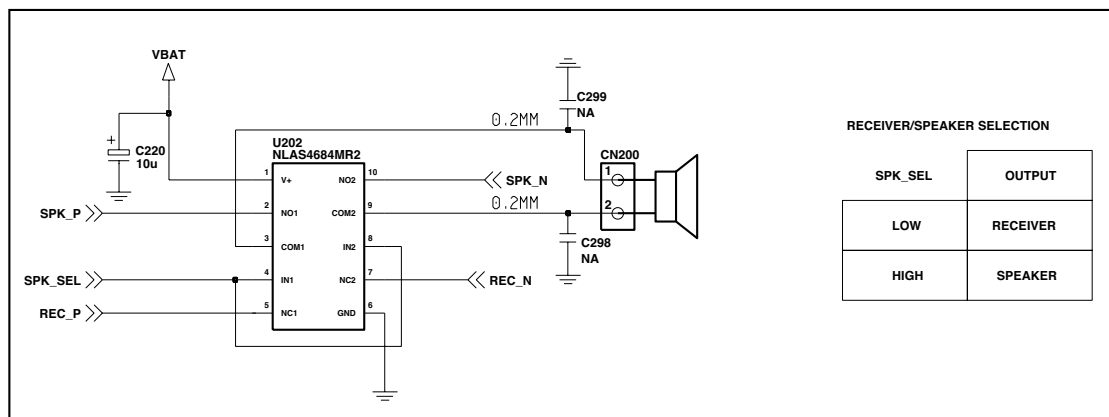 VBAT
C299
NA
0.2MM
RECEIVER/SPEAKER SELECTION
+
C220
10u
U202
NLAS4684MR2
CN200
1
2
1 V+ NO2 10
SPK_N
SPK_SEL OUTPUT
SPK_P
2 NO1 COM2 9
0.2MM
LOW RECEIVER
3 COM1 IN2 8
C298
NA
SPK_SEL
4 IN1 NC2 7
REC_N
HIGH SPEAKER
REC_P
5 NC1 GND 6